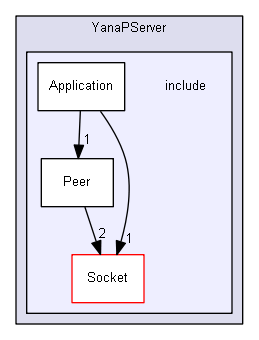 YanaPServer
Application
include
1
Peer
2
1
Socket